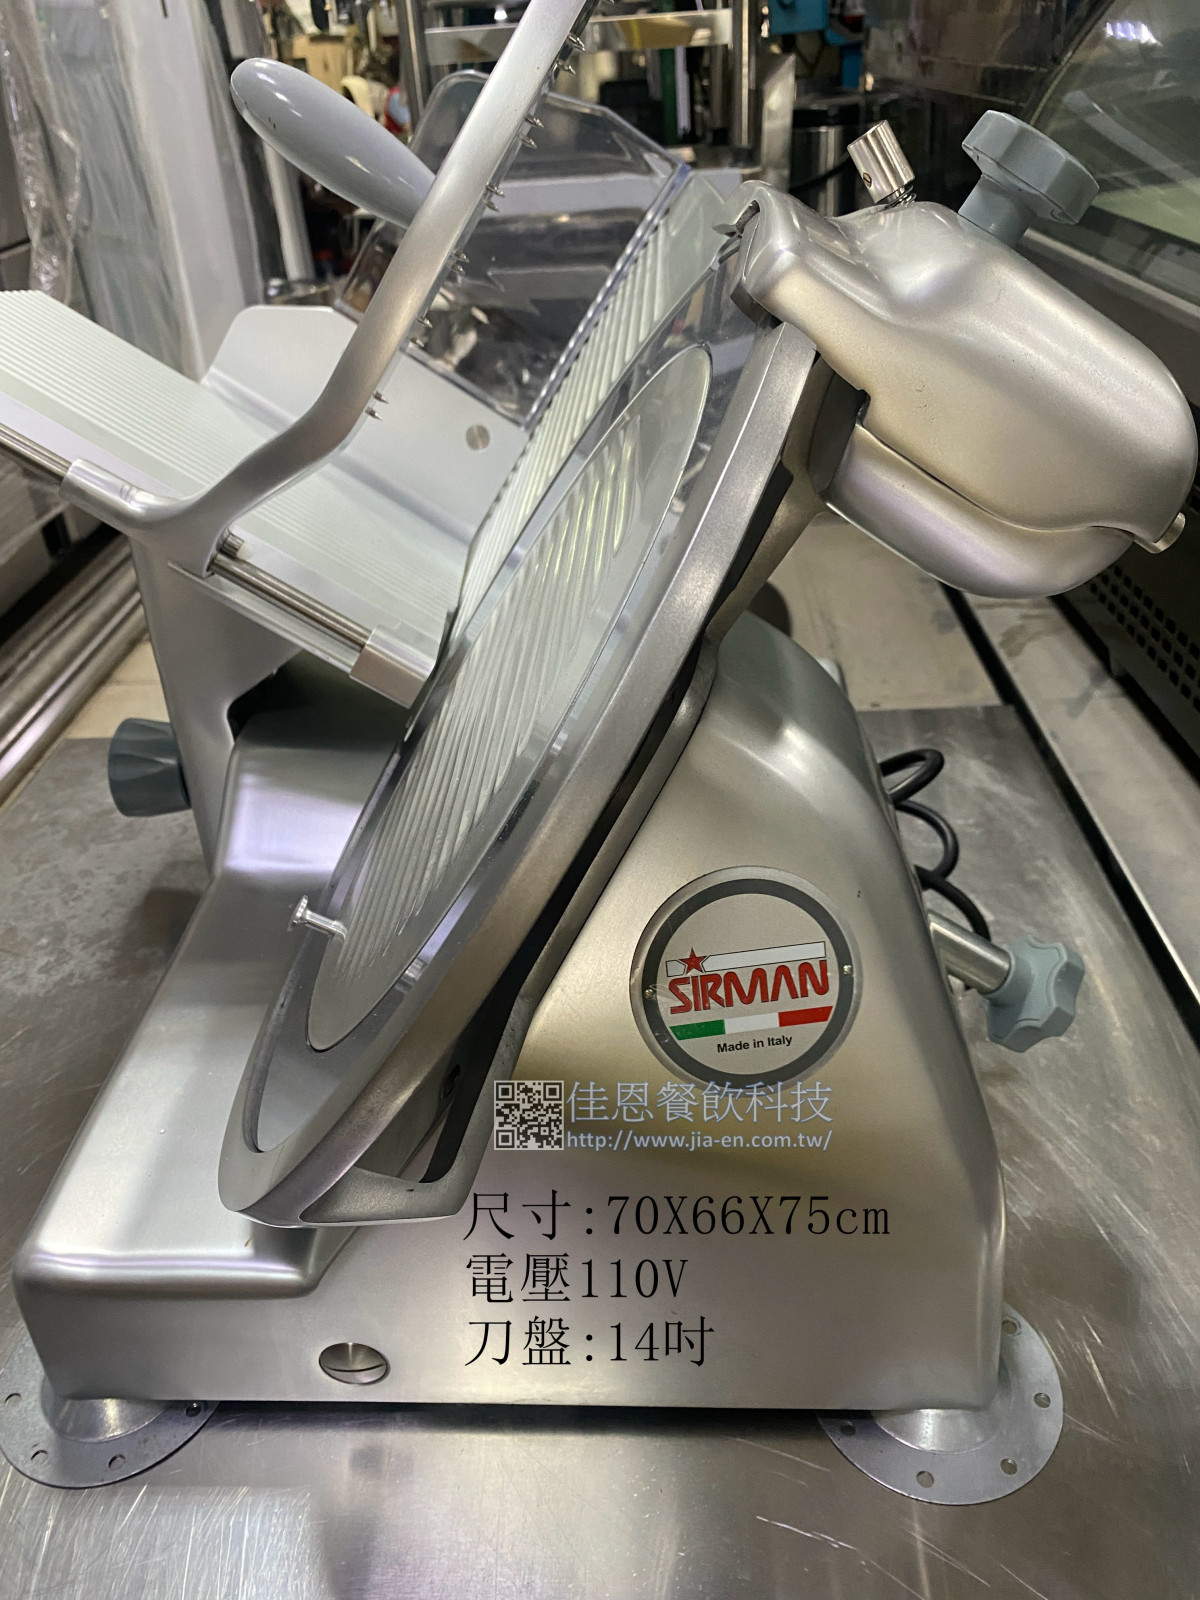 SIRMAN
Made in Italy
佳恩餐飲科技
http://www.jia-en.com.tw/
尺寸:70X66X75cm
電壓110V
刀盤:14吋